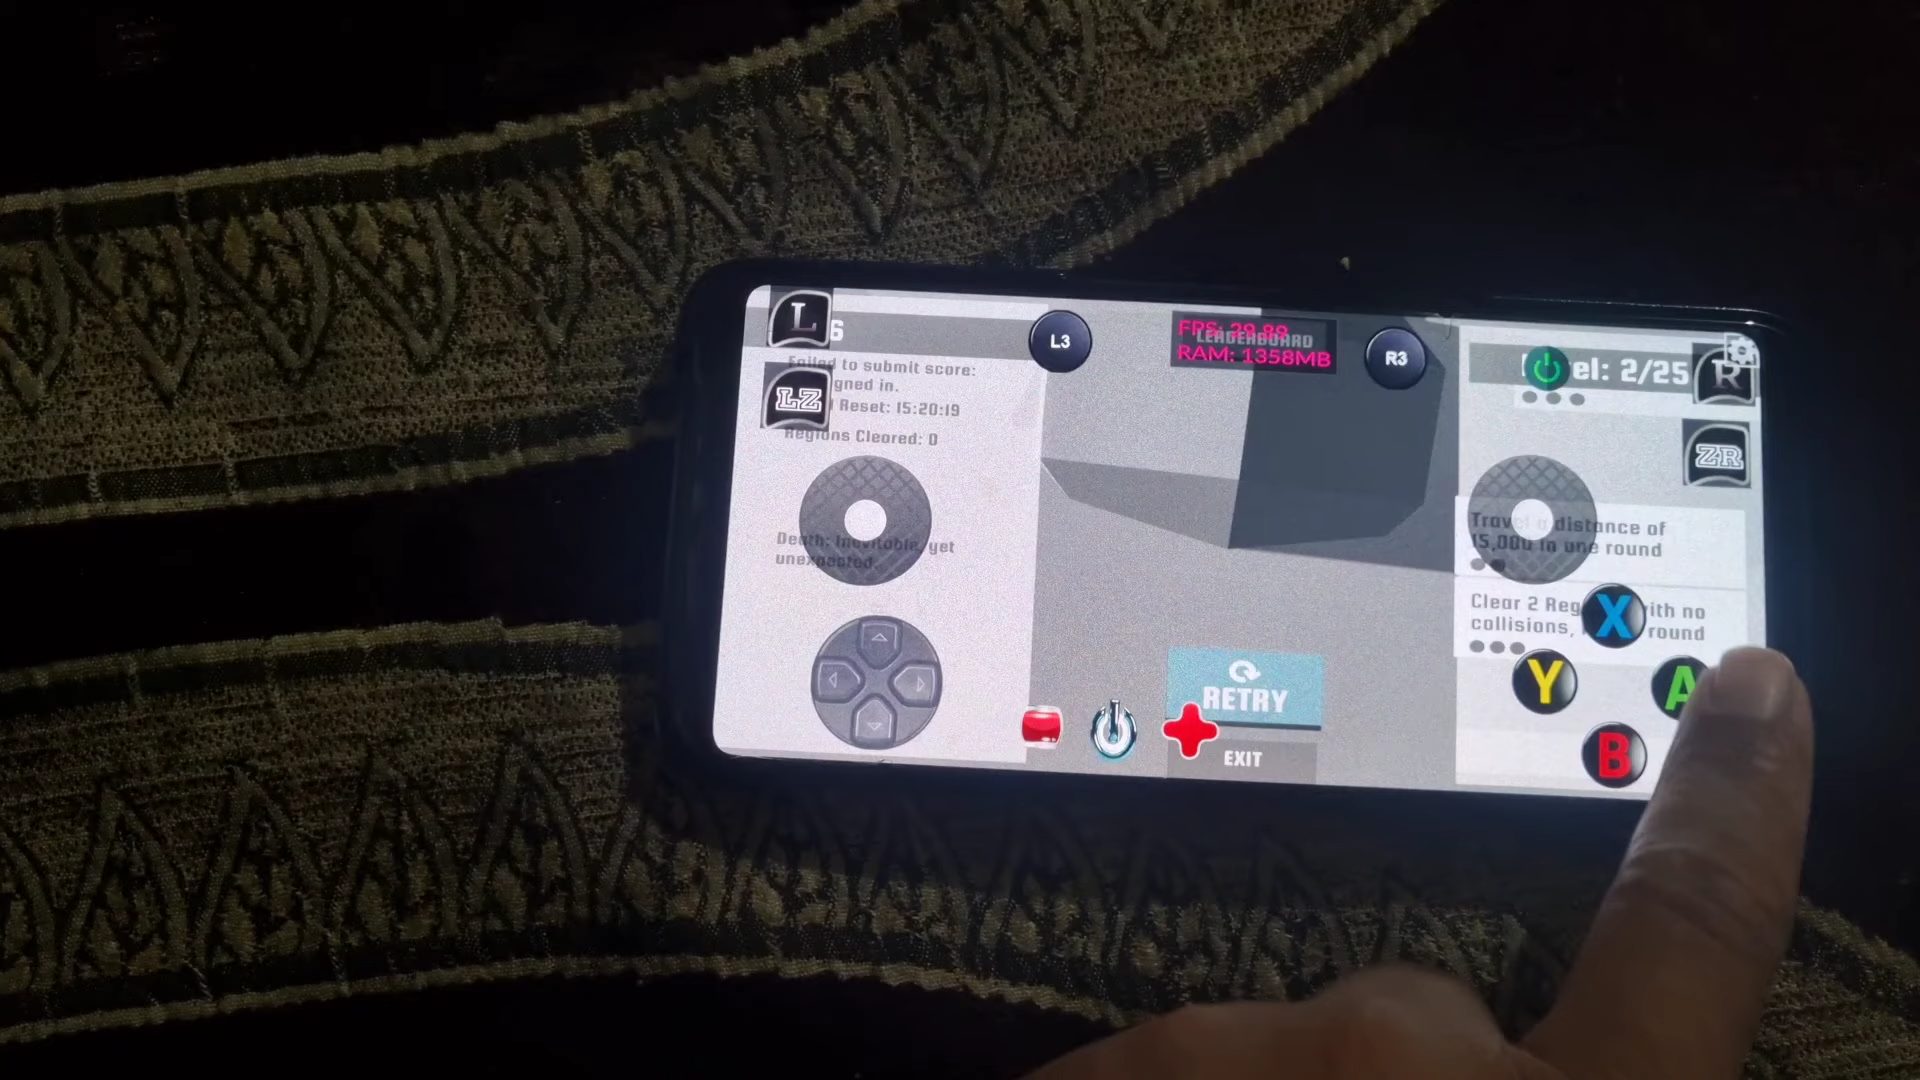 L
6
L3
FPS: 29.89
LEADERBOARD
RAM: 1358MB
R3
el: 2/25
R
Failed to submit score:
gned in.
LZ
Reset: 15:20:19
Regions Cleared: 0
ZR
Death: Inevitable, yet
unexpected.
Travel a distance of
15,000 in one round
Clear 2 Reg
ith no
collisions,
round
X
Y
A
B
RETRY
EXIT